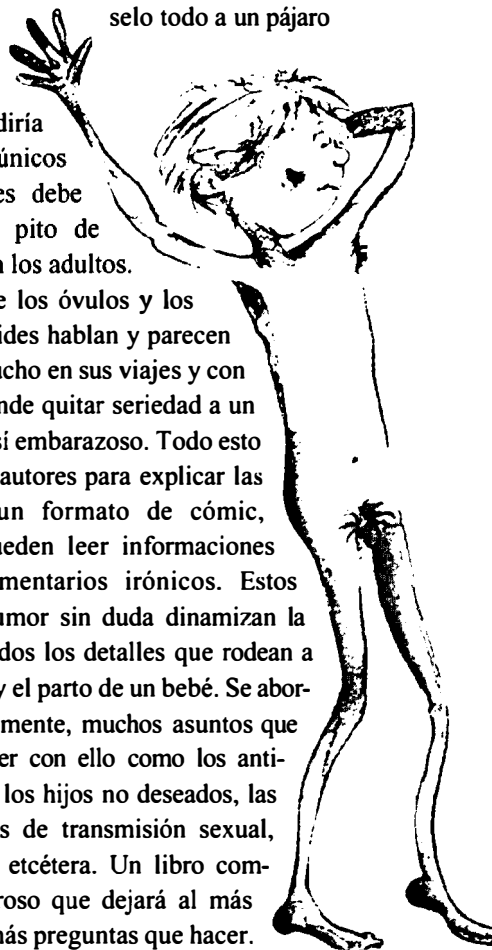 selo todo a un pájaro
diría
únicos
es debe
pito de
los adultos.
e los óvulos y los
ides hablan y parecen
ucho en sus viajes y con
nde quitar seriedad a un
sí embarazoso. Todo esto
autores para explicar las
un formato de cómic,
ueden leer informaciones
mentarios irónicos. Estos
umor sin duda dinamizan la
dos los detalles que rodean a
y el parto de un bebé. Se abor-
mente, muchos asuntos que
er con ello como los anti-
los hijos no deseados, las
s de transmisión sexual,
etcétera. Un libro com-
roso que dejará al más
nás preguntas que hacer.